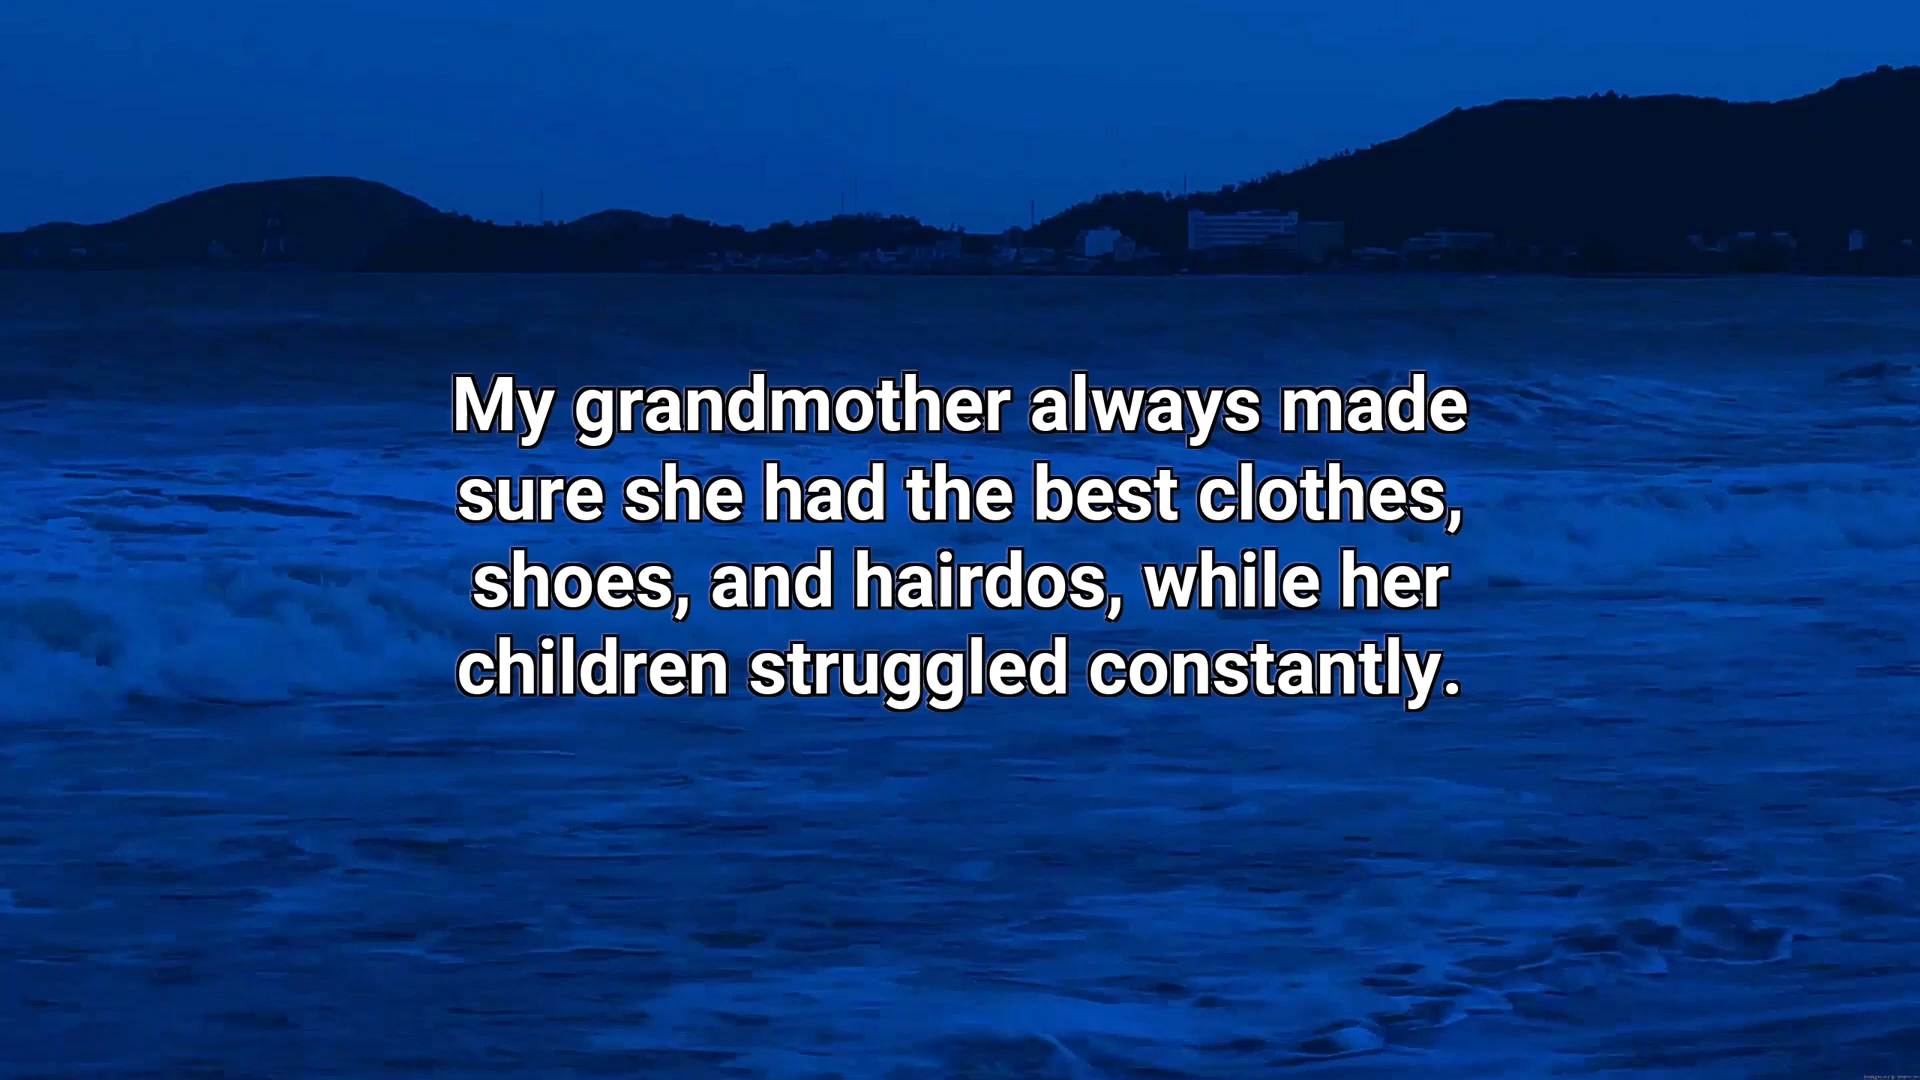 My grandmother always made
sure she had the best clothes,
shoes, and hairdos, while her
children struggled constantly.